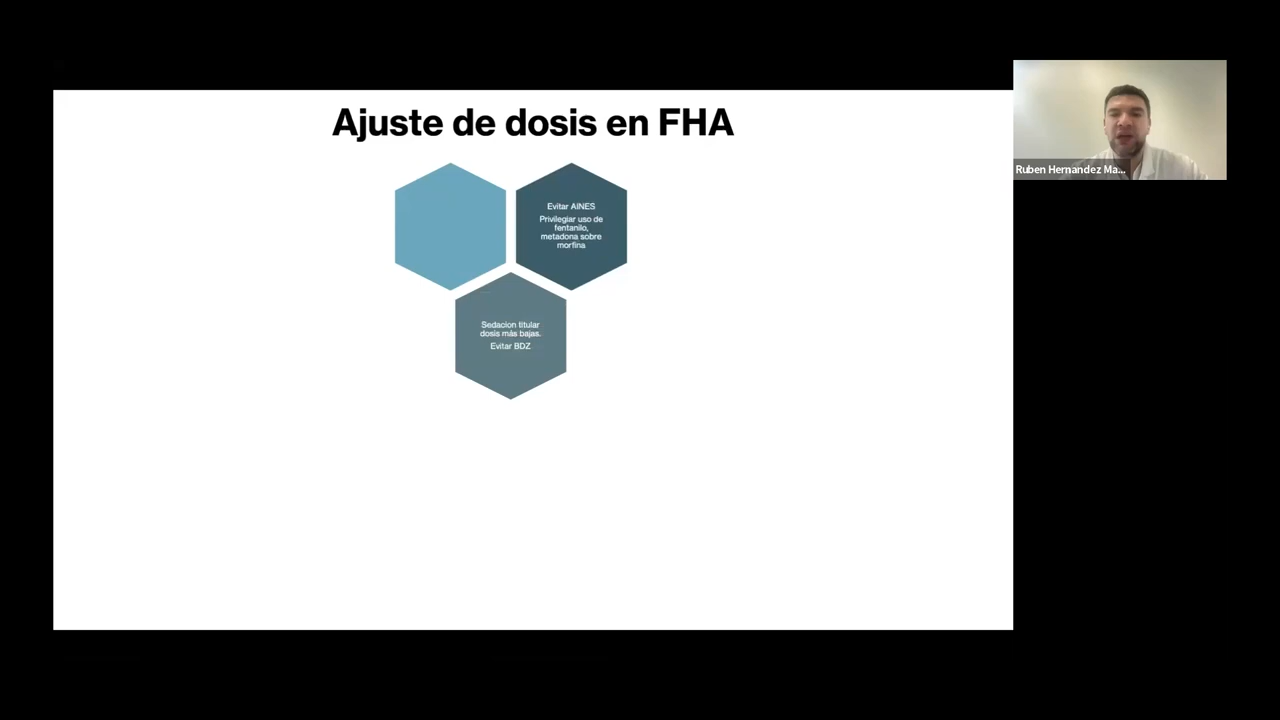 Ajuste de dosis en FHA
Evitar AINES
Privilegiar uso de
fentanilo,
metadona sobre
morfina
Sedacion titular
dosis más bajas.
Evitar BDZ
Ruben Hernandez Ma...